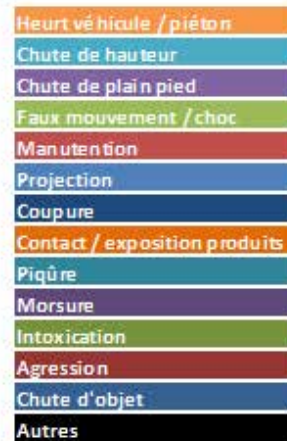 Heurt véhicule / piéton
Chute de hauteur
Chute de plain pied
Faux mouvement / choc
Manutention
Projection
Coupure
Contact / exposition produits
Piqûre
Morsure
Intoxication
Agression
Chute d'objet
Autres